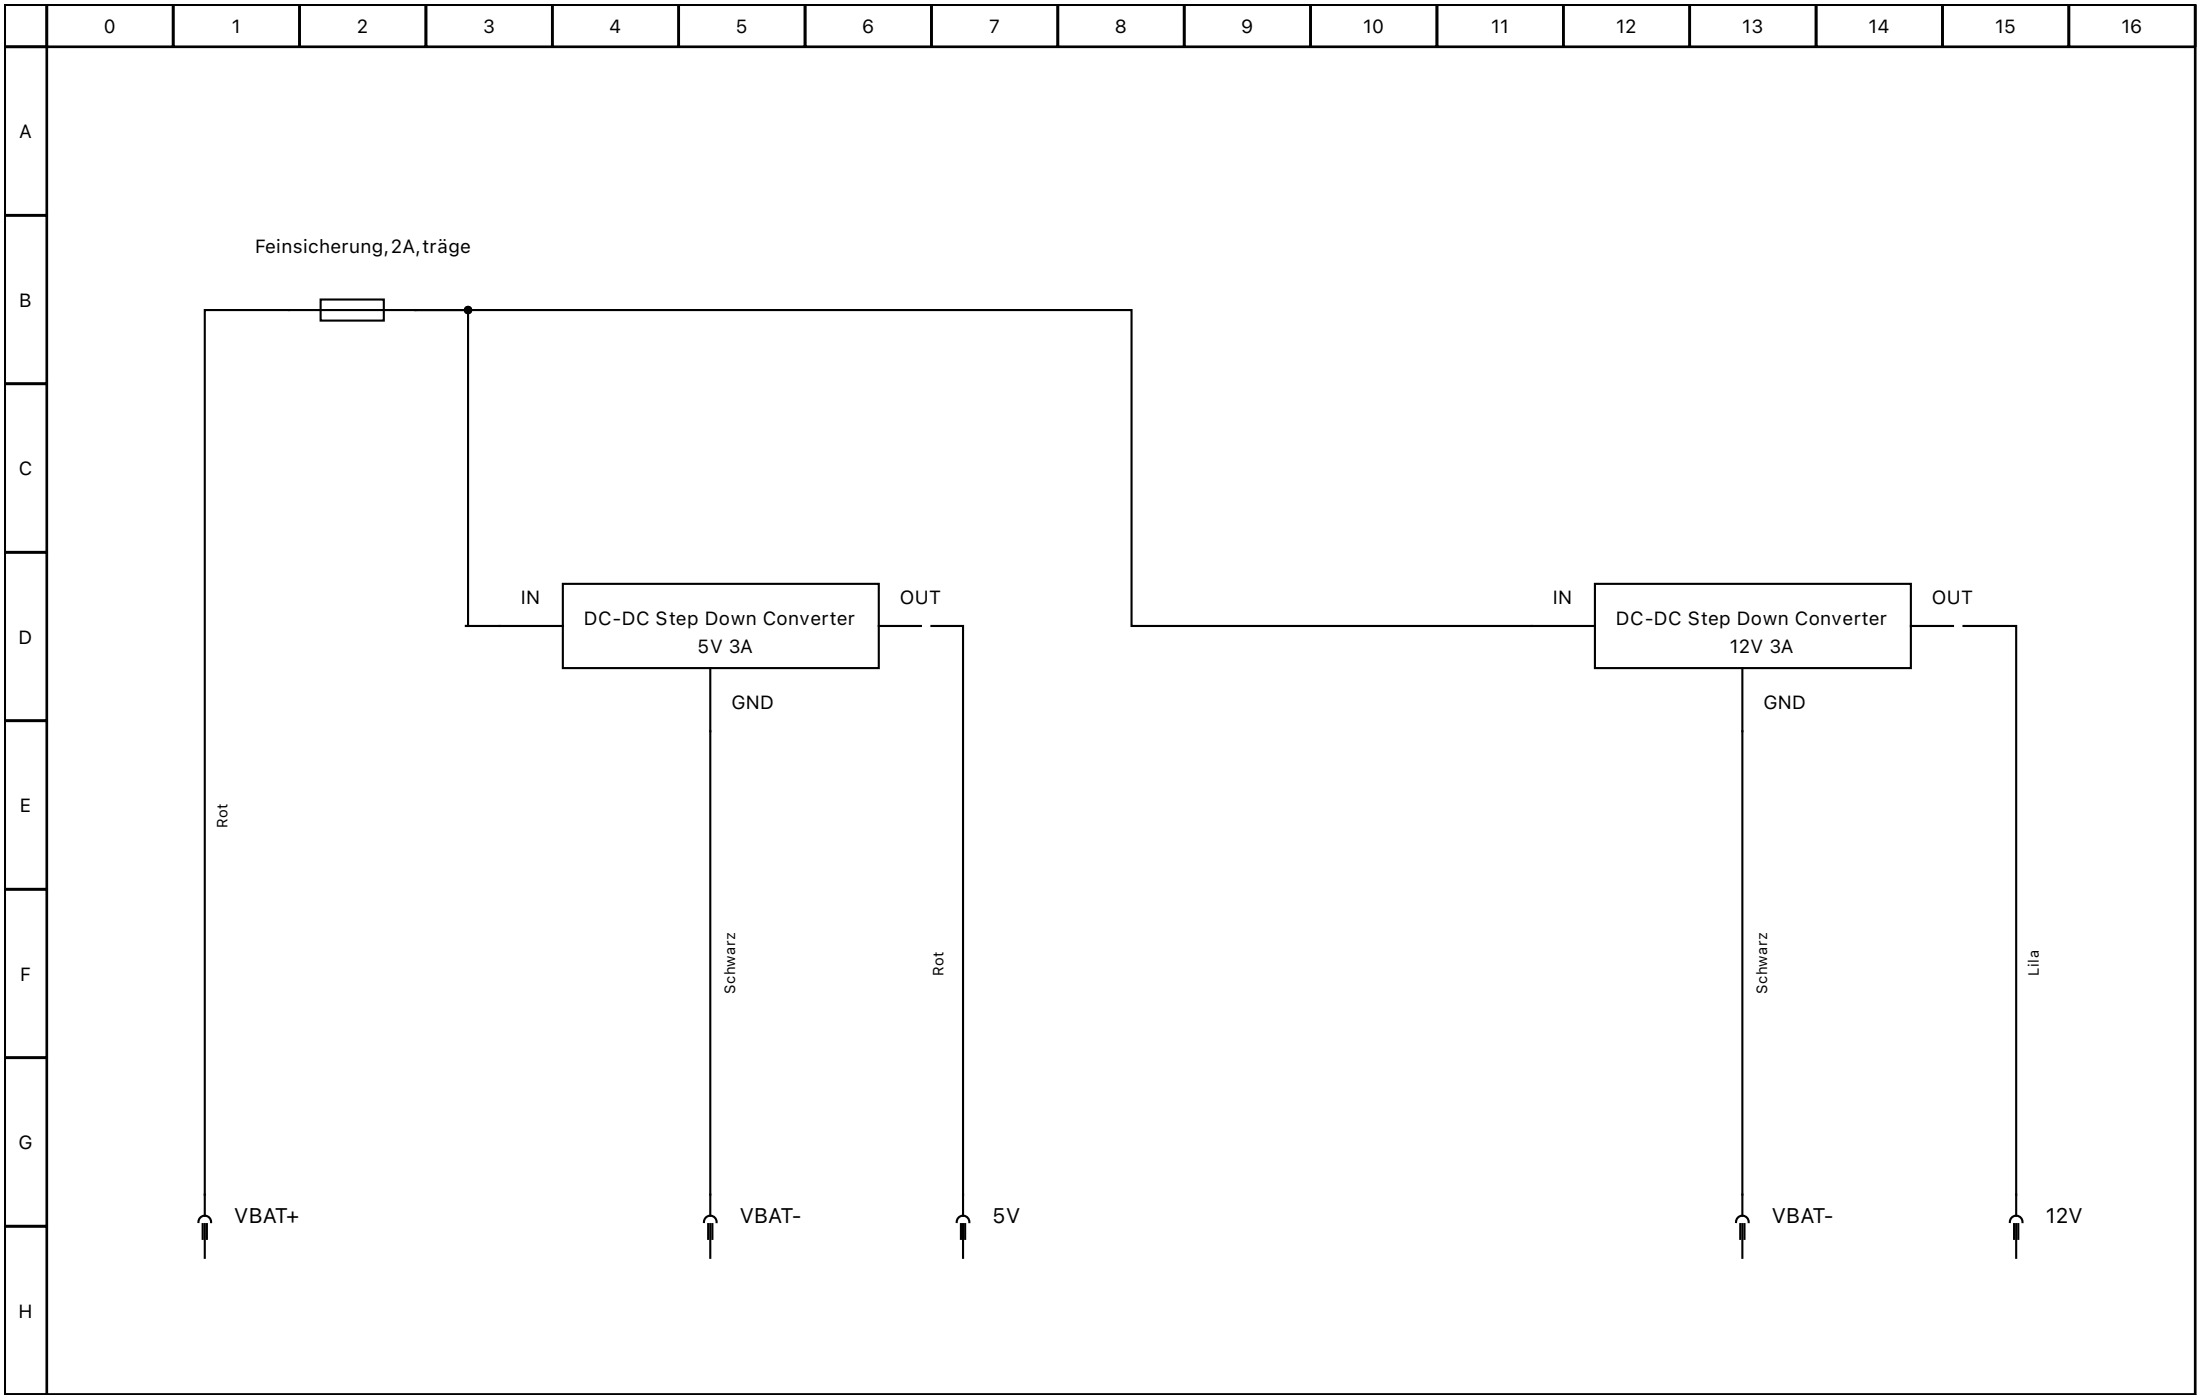 0 1 2 3 4 5 6 7 8 9 10 11 12 13 14 15 16
A
Feinsicherung, 2A, träge
B
C
IN
OUT
IN
OUT
DC-DC Step Down Converter
5V 3A
DC-DC Step Down Converter
12V 3A
D
GND
GND
E
Rot
Schwarz
Rot
Schwarz
Lila
F
G
VBAT+
VBAT-
5V
VBAT-
12V
H